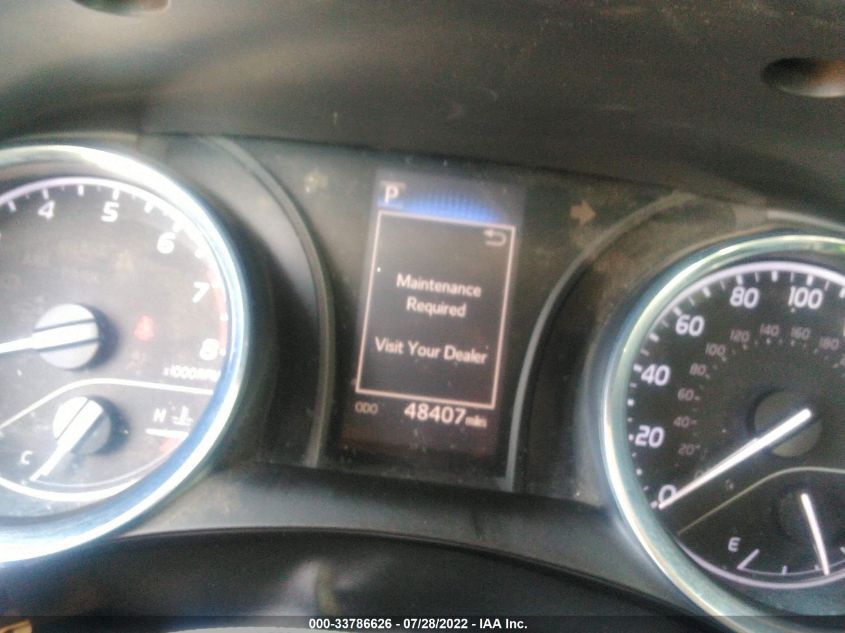 P
Maintenance
Required
Visit Your Dealer
ODO 48407 miles
4 5 6 7 8
x1000r/min
H
C
0 20 40 60 80 100
20 40 60 80 100 120 140 160 180
E
000-33786626 - 07/28/2022 - IAA Inc.